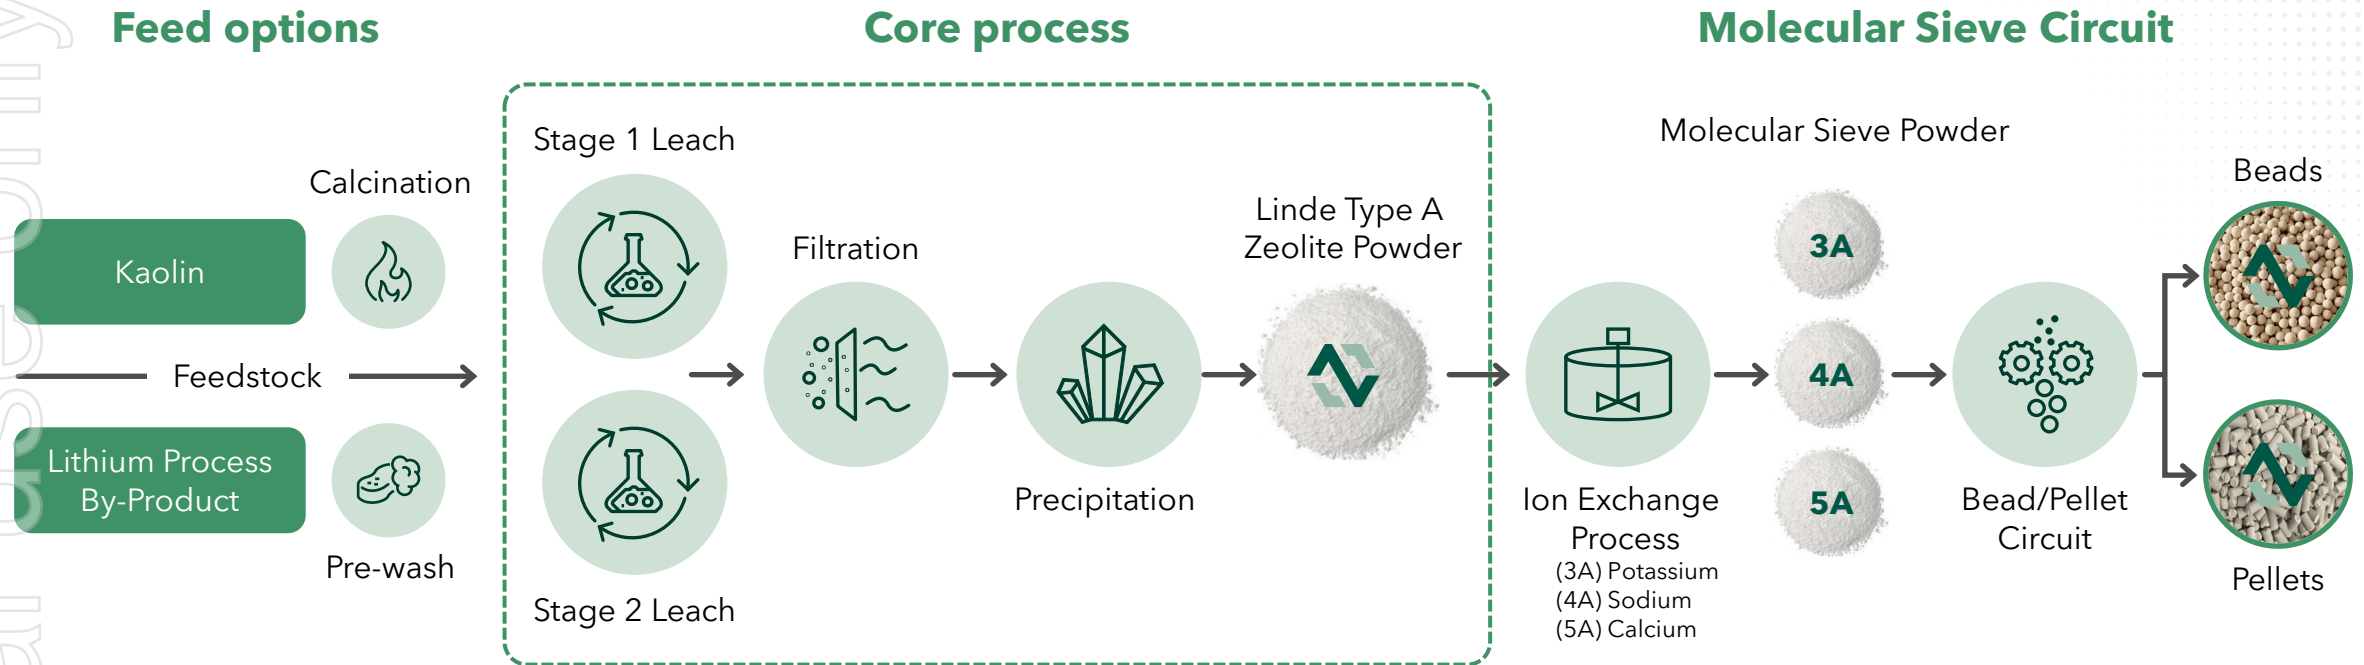 Feed options
Core process
Molecular Sieve Circuit
Kaolin
Calcination
Feedstock
Lithium Process
By-Product
Pre-wash
Stage 1 Leach
Stage 2 Leach
Filtration
Precipitation
Linde Type A
Zeolite Powder
Ion Exchange
Process
(3A) Potassium
(4A) Sodium
(5A) Calcium
Molecular Sieve Powder
3A
4A
5A
Bead/Pellet
Circuit
Beads
Pellets